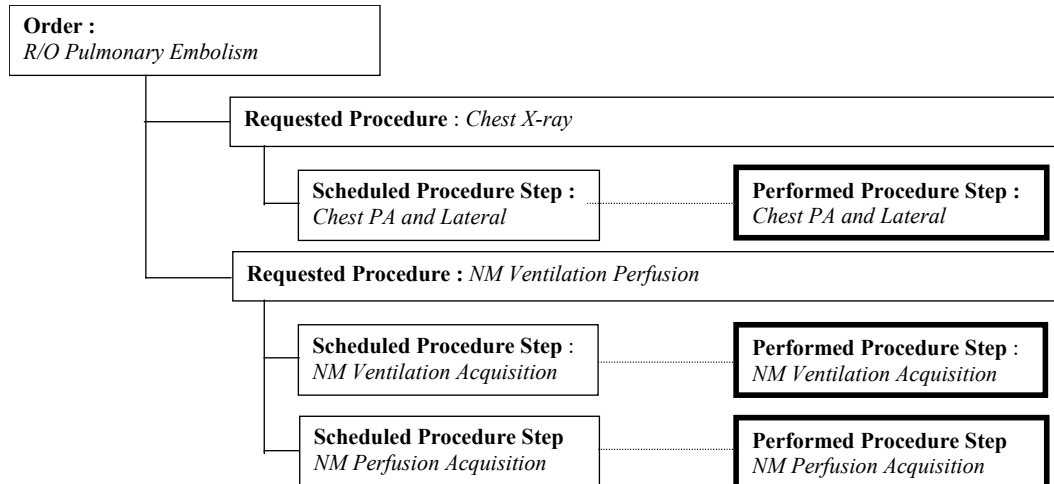 Order :
R/O Pulmonary Embolism
Requested Procedure : Chest X-ray
Scheduled Procedure Step :
Chest PA and Lateral
Performed Procedure Step :
Chest PA and Lateral
Requested Procedure : NM Ventilation Perfusion
Scheduled Procedure Step :
NM Ventilation Acquisition
Performed Procedure Step :
NM Ventilation Acquisition
Scheduled Procedure Step
NM Perfusion Acquisition
Performed Procedure Step
NM Perfusion Acquisition